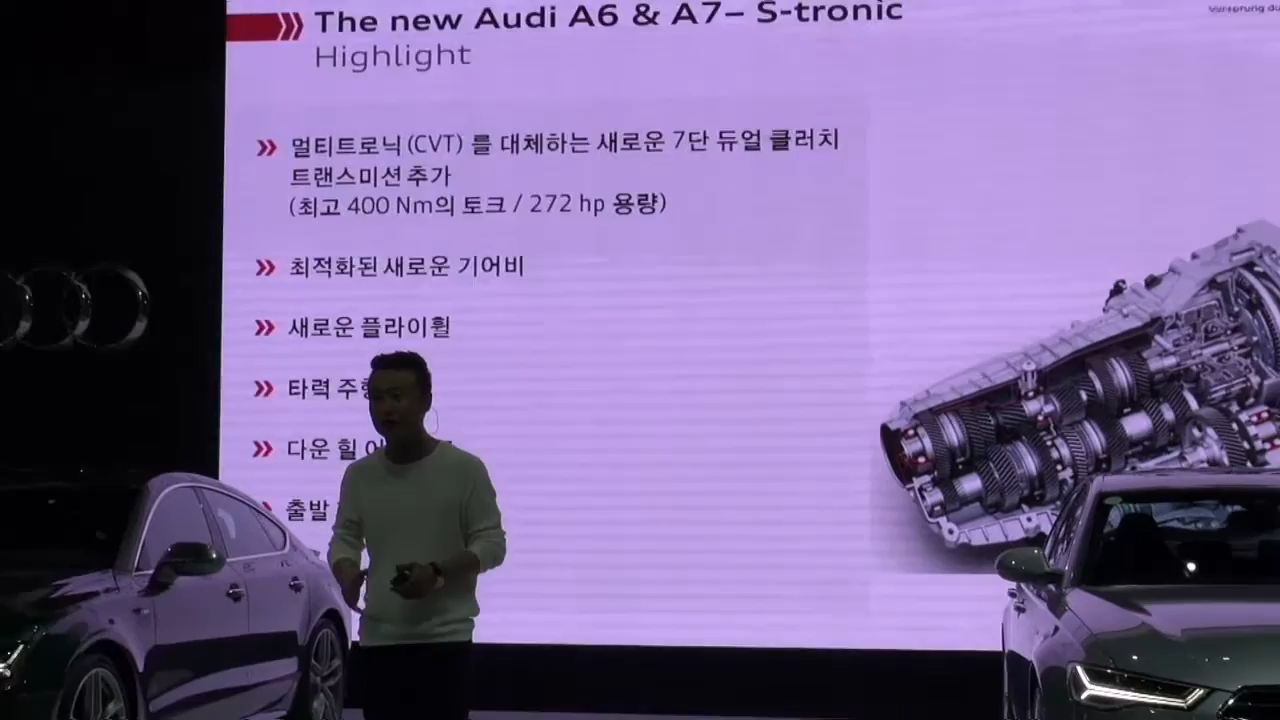 The new Audi A6 & A7– S-tronic
Highlight
멀티트로닉 (CVT) 를 대체하는 새로운 7단 듀얼 클러치
트랜스미션 추가
(최고 400 Nm의 토크 / 272 hp 용량)
최적화된 새로운 기어비
새로운 플라이휠
타력
다운 힐
출발